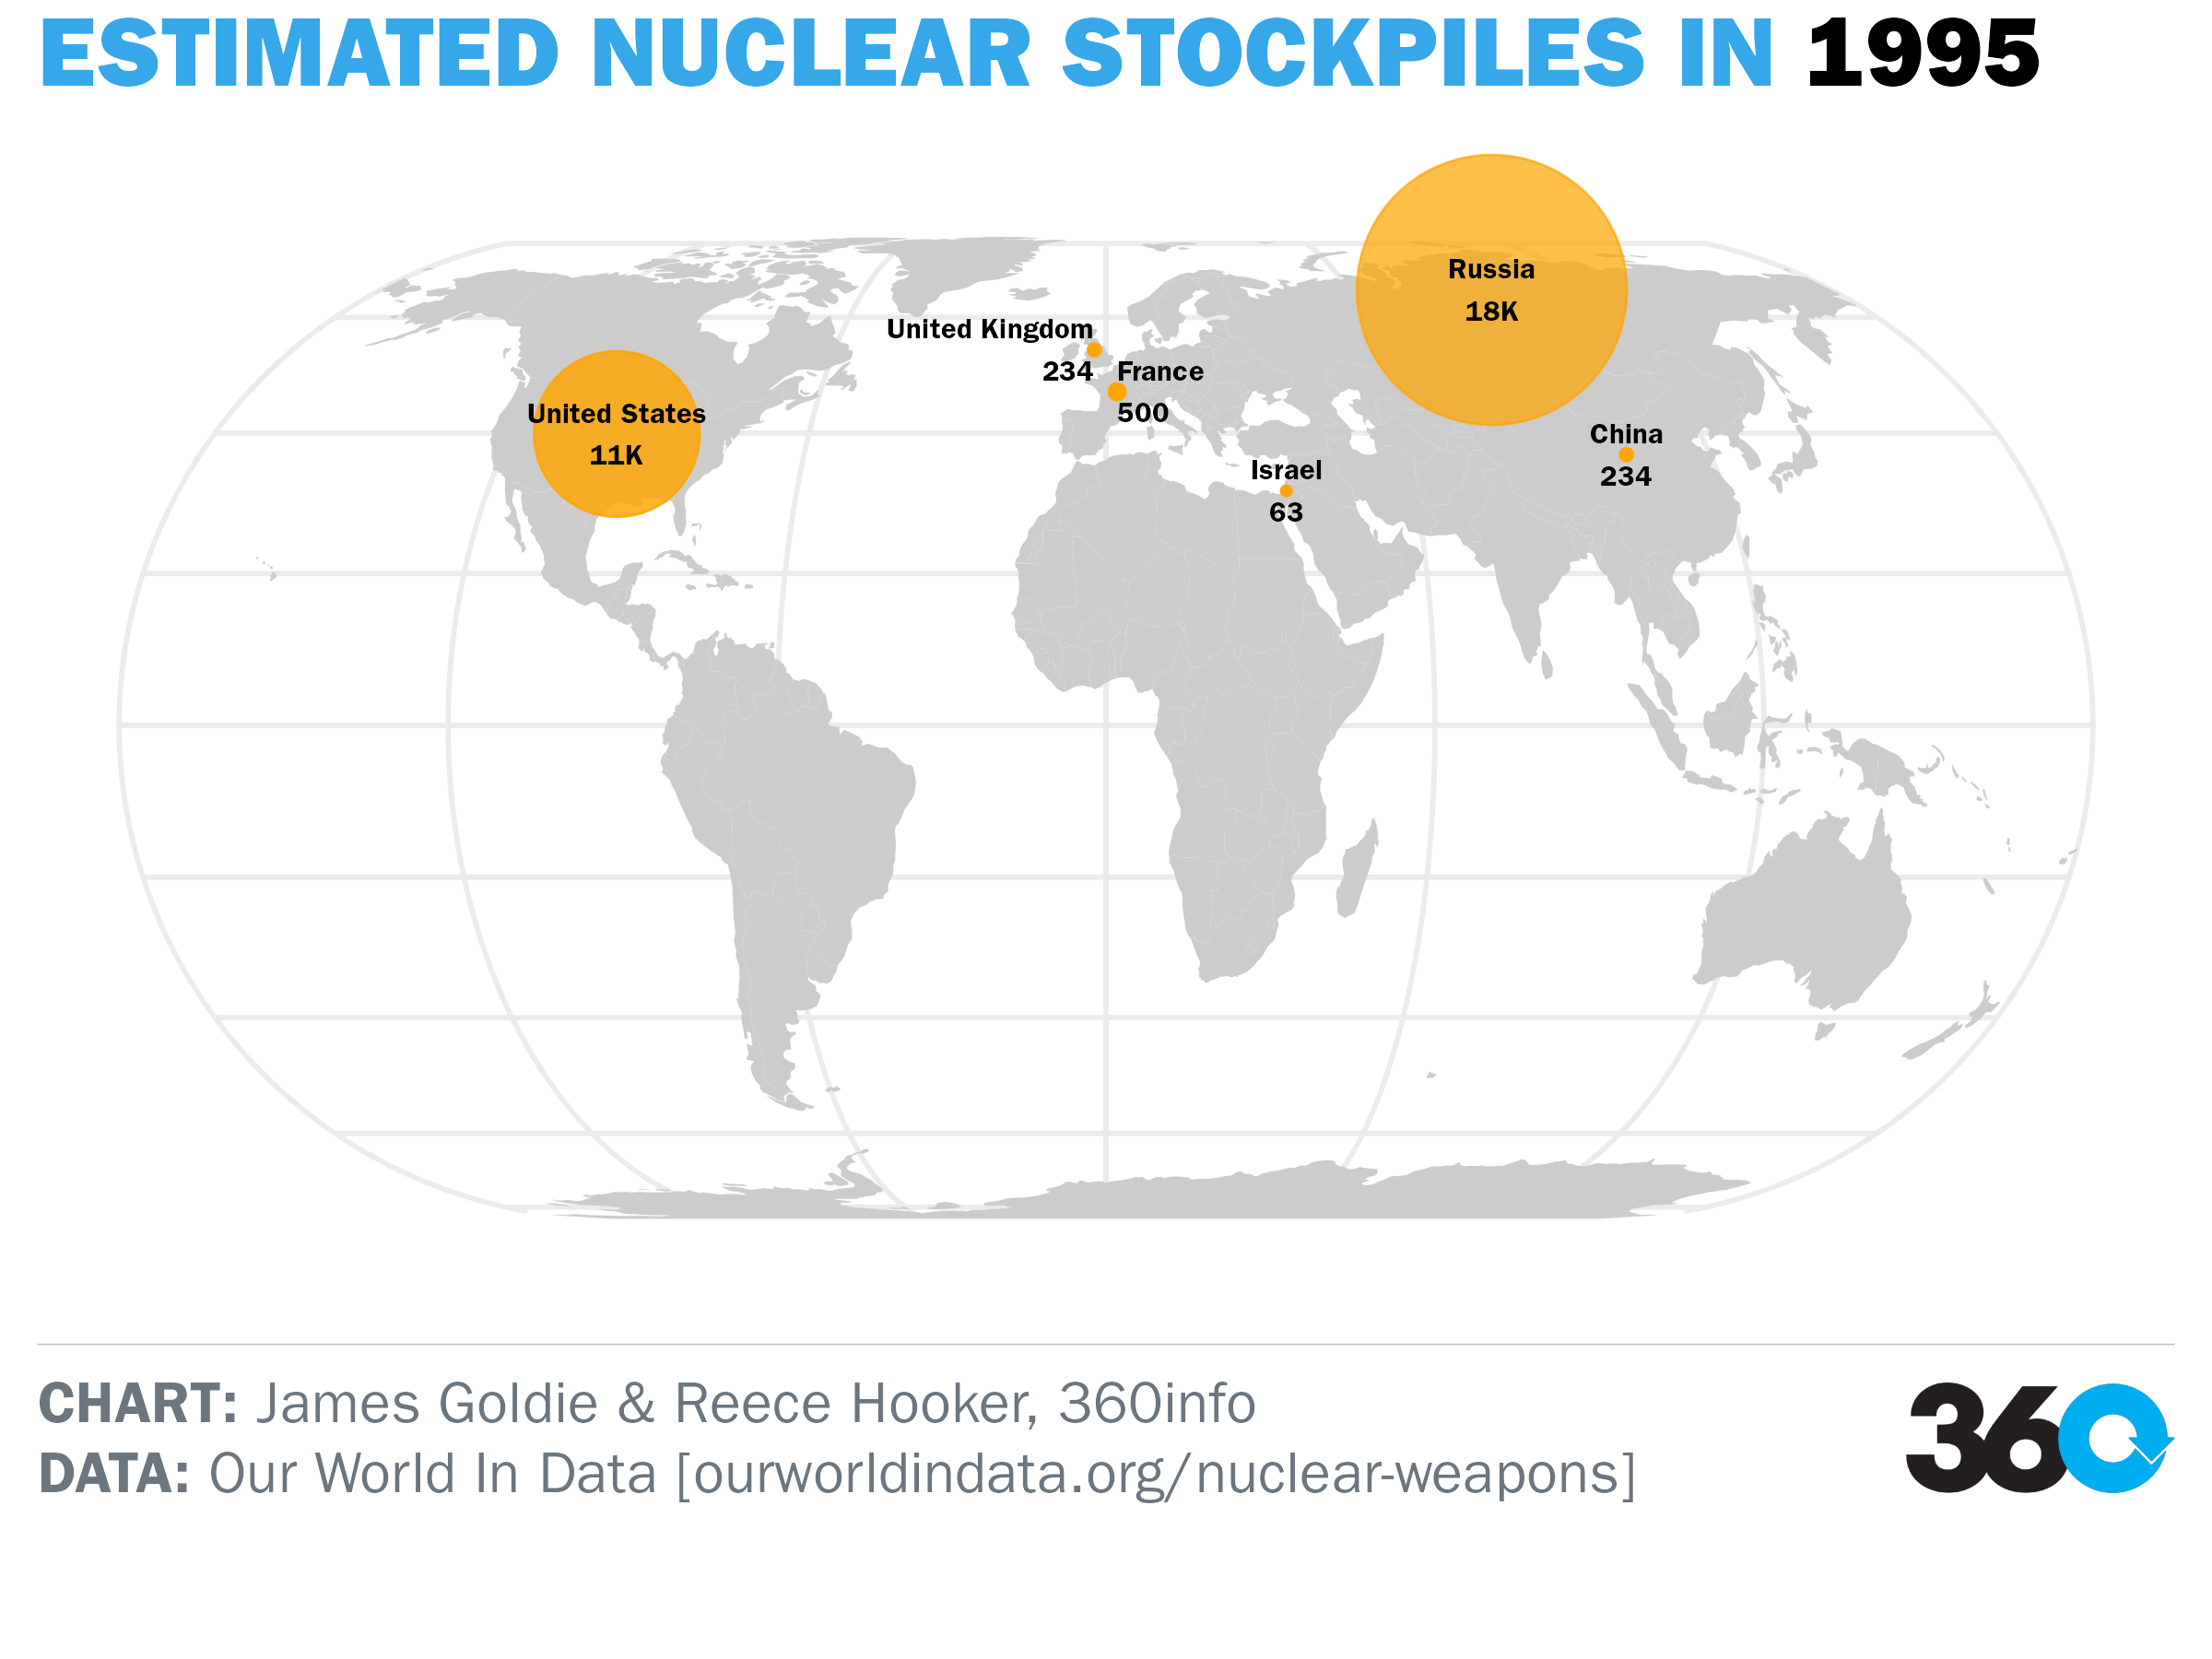 ESTIMATED NUCLEAR STOCKPILES IN 1995
Russia
18K
United Kingdom
234
France
500
United States
11K
China
234
Israel
63
CHART: James Goldie & Reece Hooker, 360info
DATA: Our World In Data [ourworldindata.org/nuclear-weapons]
360